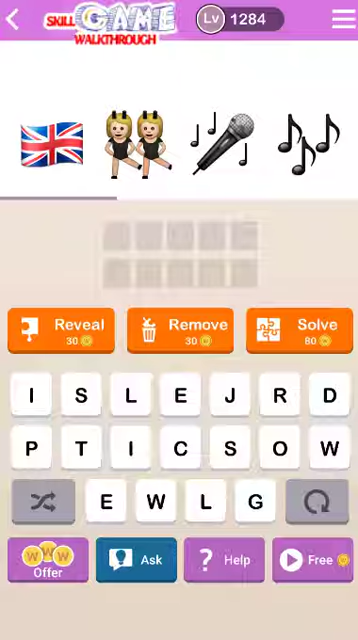 SKILL GAME Lv 1284
WALKTHROUGH
Reveal Remove Solve
30 30 80
I S L E J R D
P T I C S O W
E W L G
W W W
Offer Ask ? Help Free